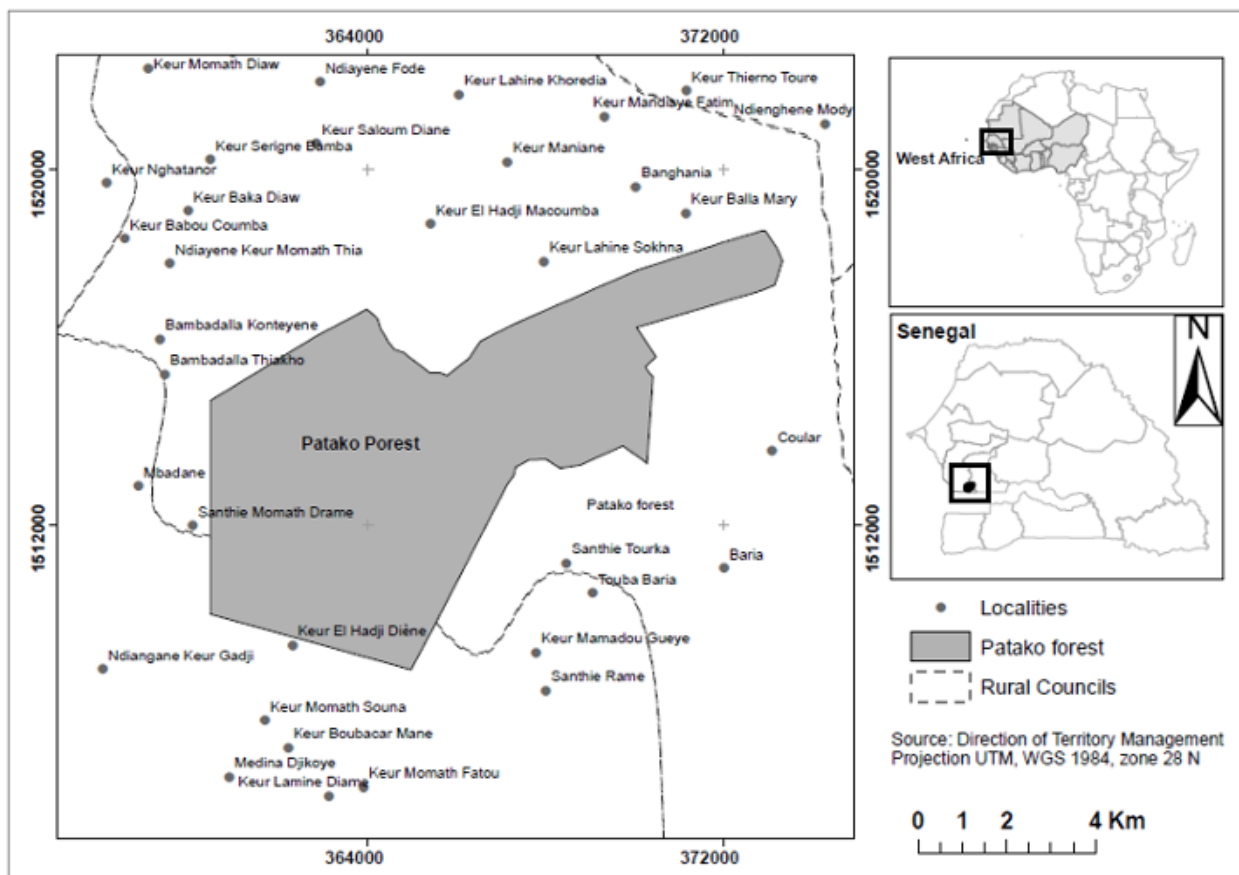 364000
372000
Keur Momath Diaw
Ndiayene Fode
Keur Lahine Khoredia
Keur Thierno Toure
Keur Mandiaye Fatim
Ndienghene Mody
Keur Saloum Diane
Keur Serigne Bamba
Keur Maniane
Keur Nghatanor
Banghania
1520000
1520000
Keur Baka Diaw
Keur El Hadji Macoumba
Keur Balla Mary
Keur Babou Coumba
Ndiayene Keur Momath Thia
Keur Lahine Sokhna
Bambadalla Konteyene
Bambadalla Thiakho
Patako Porest
Coular
Mbadane
Santhie Momath Drame
Patako forest
1512000
1512000
Santhie Tourka
Baria
Touba Baria
Keur El Hadji Diène
Keur Mamadou Gueye
Ndiangane Keur Gadji
Santhie Rame
Keur Momath Souna
Keur Boubacar Mane
Medina Djikoye
Keur Momath Fatou
Keur Lamine Diame
364000
372000
West Africa
Senegal
N
Localities
Patako forest
Rural Councils
Source: Direction of Territory Management
Projection UTM, WGS 1984, zone 28 N
0 1 2 4 Km